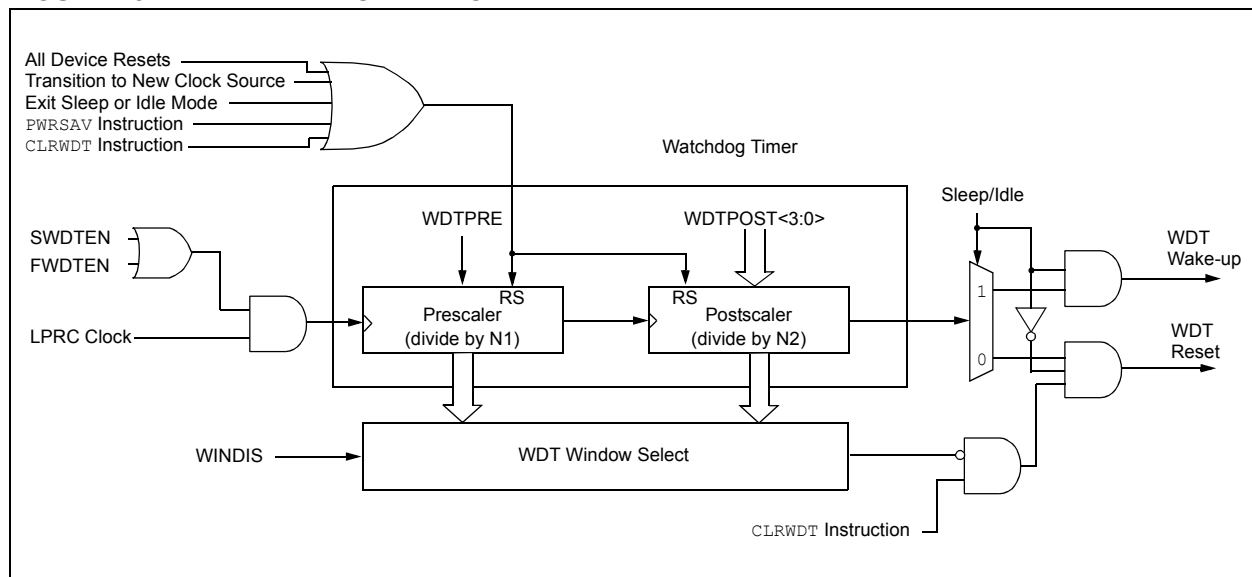 All Device Resets
Transition to New Clock Source
Exit Sleep or Idle Mode
PWRSAV Instruction
CLRWDT Instruction
Watchdog Timer
Sleep/Idle
WDTPRE
WDTPOST<3:0>
SWDTEN
FWDTEN
WDT
Wake-up
RS
RS
1
Prescaler
(divide by N1)
Postscaler
(divide by N2)
LPRC Clock
WDT
Reset
0
WINDIS
WDT Window Select
CLRWDT Instruction